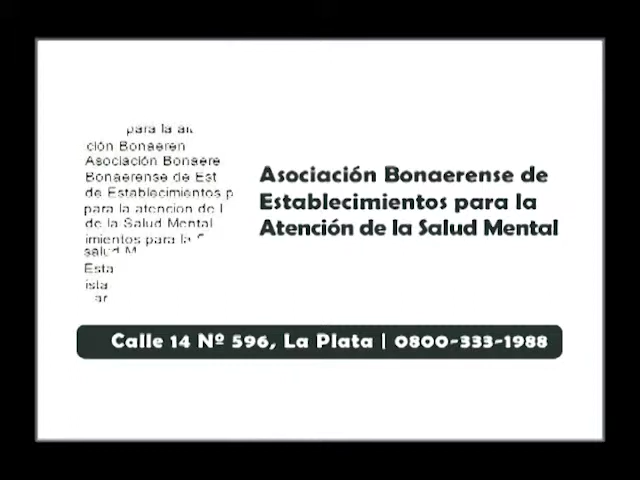 para la
ción Bonaeren
Asociación Bonaere
Bonaerense de Est
de Establecimientos p
para la atencion de l
de la Salud Mental
imientos para la
salud M
Esta
ista
ar
Asociación Bonaerense de
Establecimientos para la
Atención de la Salud Mental
Calle 14 Nº 596, La Plata | 0800-333-1988